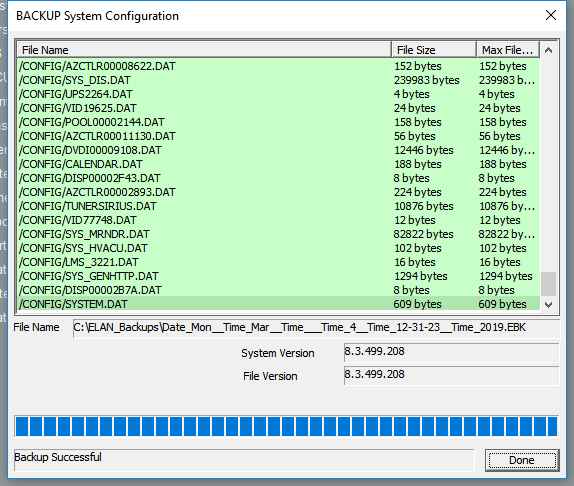 BACKUP System Configuration
File Name File Size Max File...
/CONFIG/AZCTLR00008622.DAT 152 bytes 152 bytes
/CONFIG/SYS_DIS.DAT 239983 bytes 239983 b...
/CONFIG/UPS2264.DAT 4 bytes 4 bytes
/CONFIG/VID19625.DAT 24 bytes 24 bytes
/CONFIG/POOL00002144.DAT 158 bytes 158 bytes
/CONFIG/AZCTLR00011130.DAT 56 bytes 56 bytes
/CONFIG/DVDI00009108.DAT 12446 bytes 12446 by...
/CONFIG/CALENDAR.DAT 188 bytes 188 bytes
/CONFIG/DISP00002F43.DAT 8 bytes 8 bytes
/CONFIG/AZCTLR00002893.DAT 224 bytes 224 bytes
/CONFIG/TUNERSIRIUS.DAT 10876 bytes 10876 by...
/CONFIG/VID77748.DAT 12 bytes 12 bytes
/CONFIG/SYS_MRNDR.DAT 82822 bytes 82822 by...
/CONFIG/SYS_HVACU.DAT 102 bytes 102 bytes
/CONFIG/LMS_3221.DAT 16 bytes 16 bytes
/CONFIG/SYS_GENHTTP.DAT 1294 bytes 1294 bytes
/CONFIG/DISP00002B7A.DAT 8 bytes 8 bytes
/CONFIG/SYSTEM.DAT 609 bytes 609 bytes
File Name C:\ELAN_Backups\Date_Mon__Time_Mar__Time___Time_4__Time_12-31-23__Time_2019.EBK
System Version 8.3.499.208
File Version 8.3.499.208
Backup Successful Done